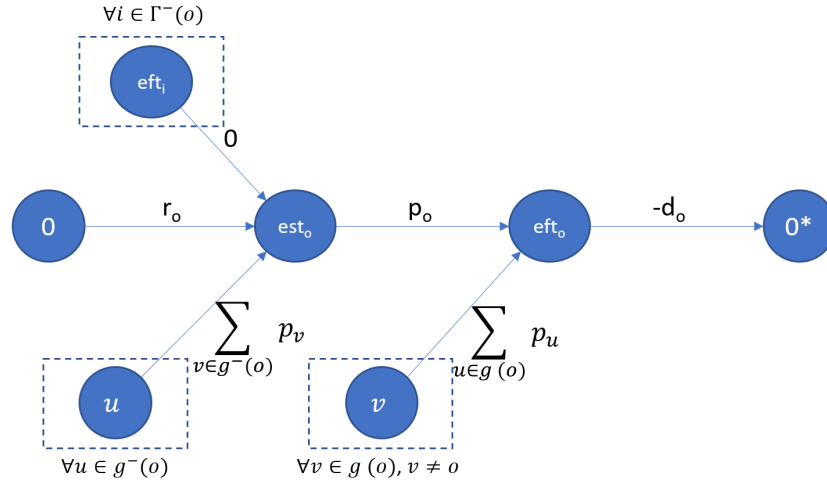 ∀i ∈ Γ⁻(o)
eftᵢ
0
0
rₒ
estₒ
pₒ
eftₒ
-dₒ
0*
∑ pᵥ
v∈g⁻(o)
∑ pᵤ
u∈g (o)
u
v
∀u ∈ g⁻(o)
∀v ∈ g (o), v ≠ o